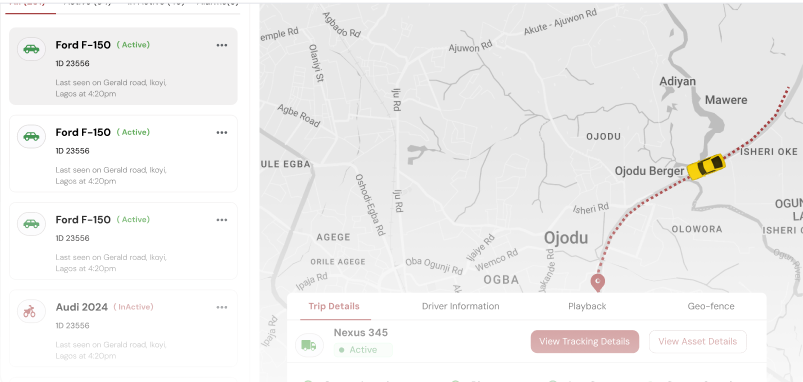 Ford F-150 (Active)
1D 23556
Last seen on Gerald road, Ikoyi,
Lagos at 4:20pm
Ford F-150 (Active)
1D 23556
Last seen on Gerald road, Ikoyi,
Lagos at 4:20pm
Ford F-150 (Active)
1D 23556
Last seen on Gerald road, Ikoyi,
Lagos at 4:20pm
Audi 2024 (InActive)
1D 23556
Last seen on Gerald road, Ikoyi,
Lagos at 4:20pm
emple Rd
Agbado Rd
Akute - Ajuwon Rd
Olaniyi St
Ajuwon Rd
Iju Rd
Adiyan
Mawere
Agbe Road
OJODU
ISHERI OKE
ULE EGBA
Ojodu Berger
Oshodi-Egba Rd
Iju Rd
Isheri Rd
OGUN
AGEGE
Ojodu
OLOWORA
ISHERI
Ijaiye Rd
ORILE AGEGE
Oba Ogunji Rd
Wemco Rd
OGBA
Ipaja Rd
Trip Details
Driver Information
Playback
Geo-fence
Nexus 345
Active
View Tracking Details
View Asset Details